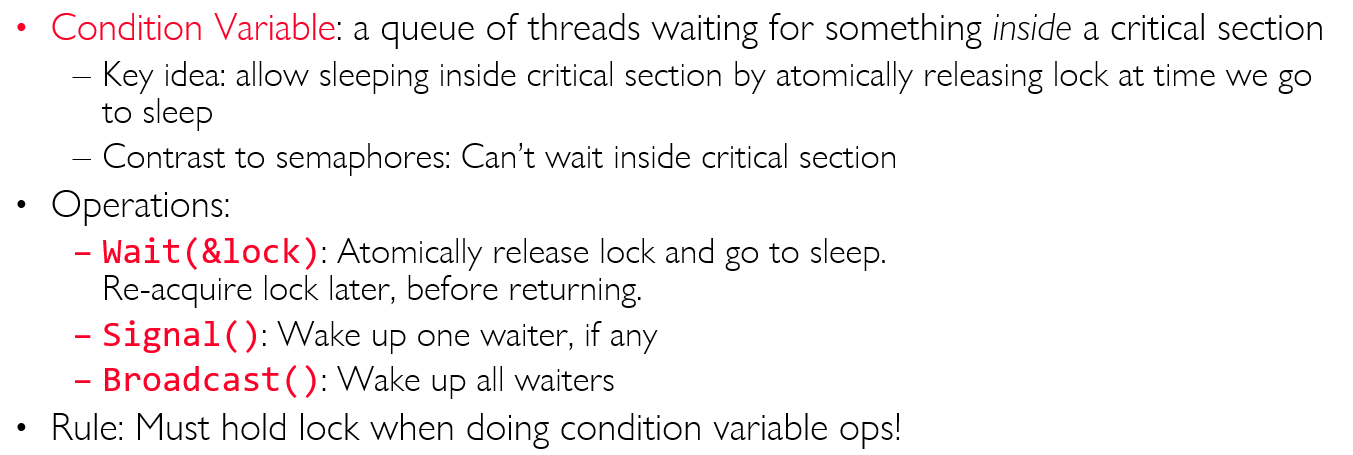 • Condition Variable: a queue of threads waiting for something inside a critical section
– Key idea: allow sleeping inside critical section by atomically releasing lock at time we go
to sleep
– Contrast to semaphores: Can’t wait inside critical section
• Operations:
– Wait(&lock): Atomically release lock and go to sleep.
Re-acquire lock later, before returning.
– Signal(): Wake up one waiter, if any
– Broadcast(): Wake up all waiters
• Rule: Must hold lock when doing condition variable ops!